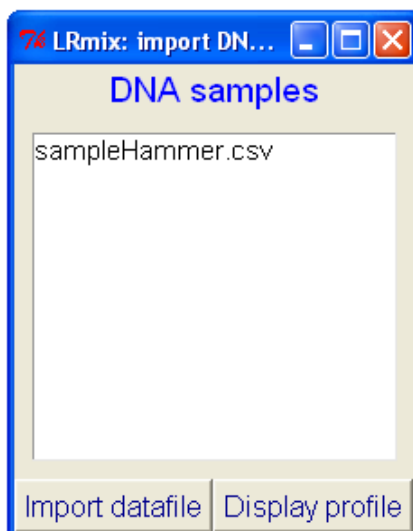 LRmix: import DN...
DNA samples
sampleHammer.csv
Import datafile Display profile